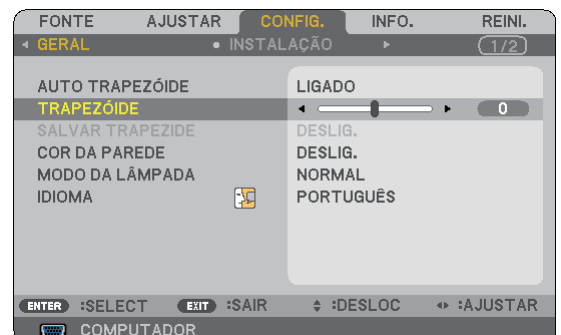 FONTE AJUSTAR CONFIG. INFO. REINI.
GERAL • INSTALAÇÃO 1/2
AUTO TRAPEZÓIDE LIGADO
TRAPEZÓIDE 0
SALVAR TRAPEZIDE DESLIG.
COR DA PAREDE DESLIG.
MODO DA LÂMPADA NORMAL
IDIOMA PORTUGUÊS
ENTER :SELECT EXIT :SAIR :DESLOC :AJUSTAR
COMPUTADOR